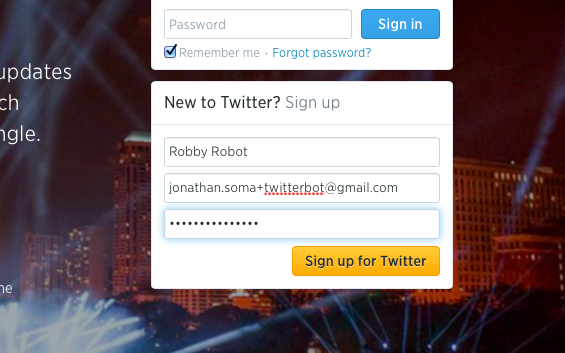 Password
Sign in
updates
Remember me · Forgot password?
ch
New to Twitter? Sign up
ngle.
Robby Robot
jonathan.soma+twitterbot@gmail.com
•••••••••••••••
Sign up for Twitter
ne